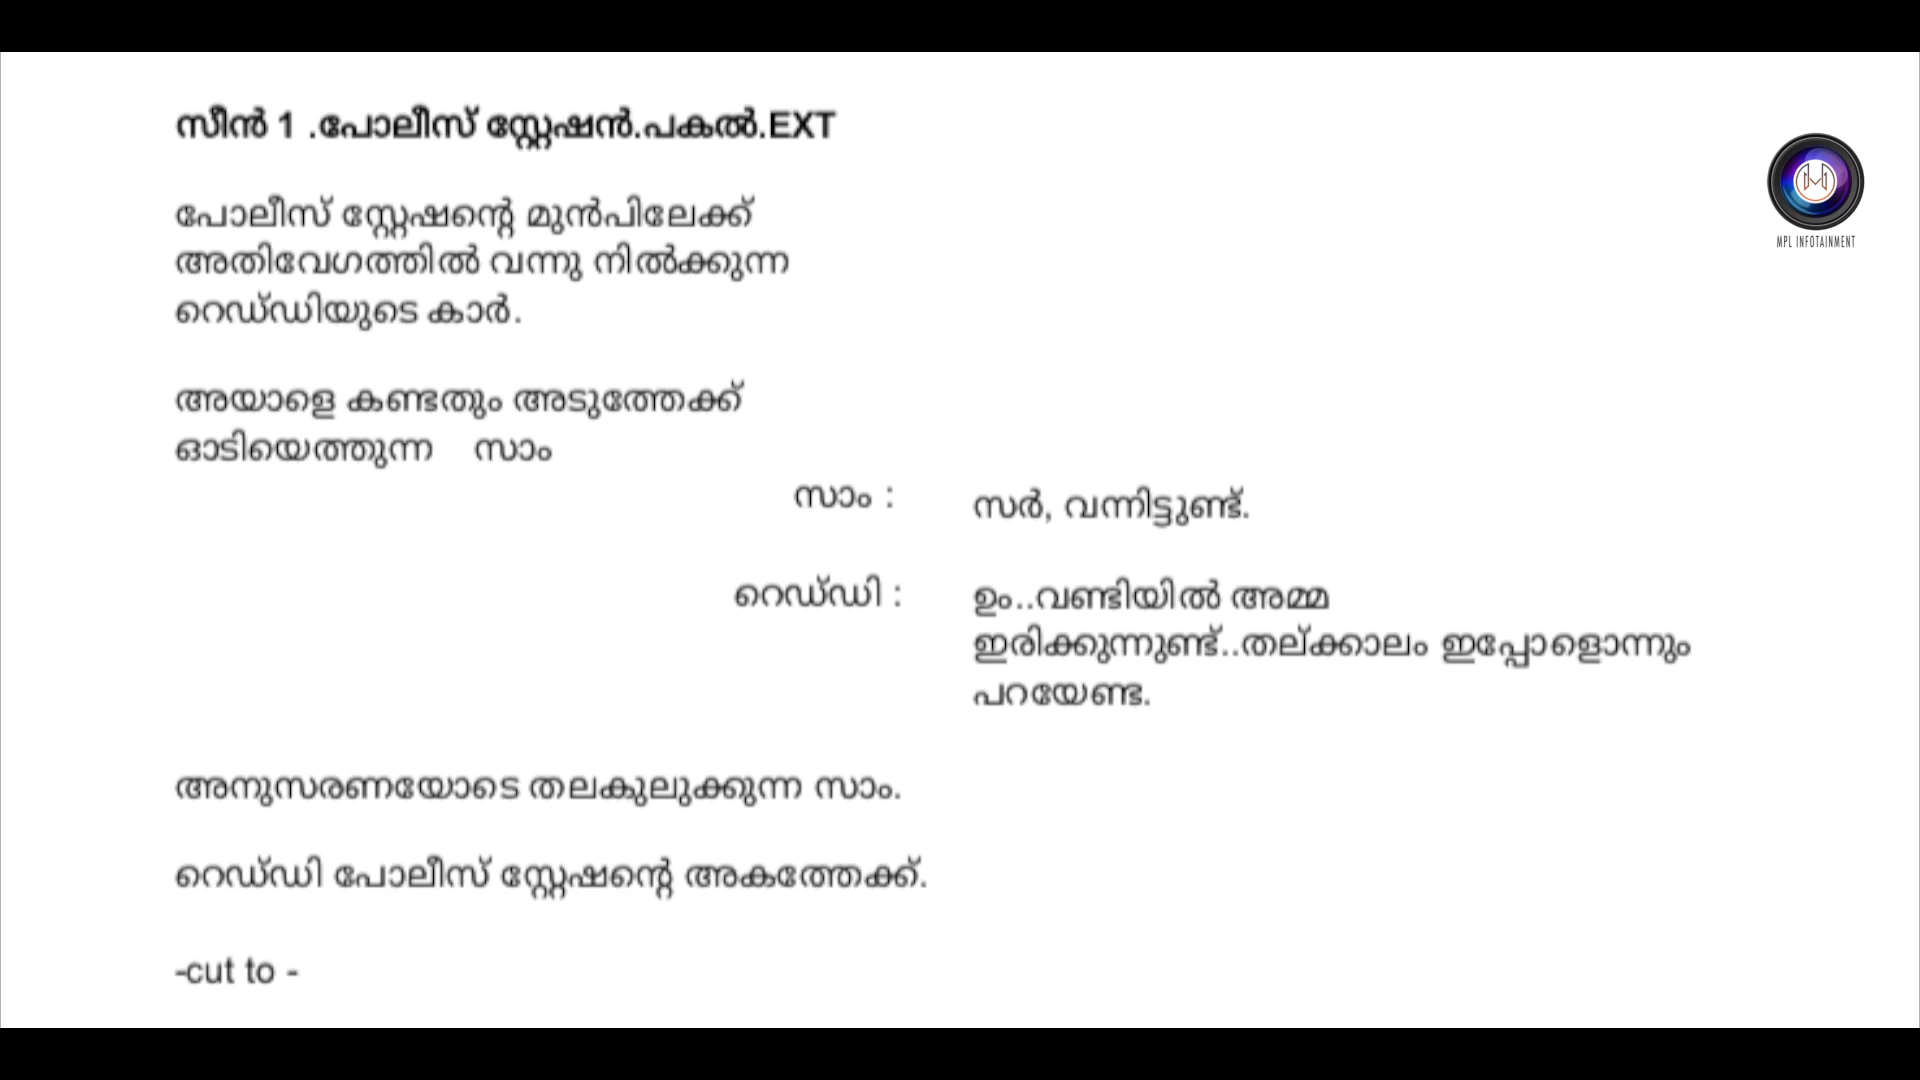 സീൻ 1 .പോലീസ് സ്റ്റേഷൻ.പകൽ.EXT
പോലീസ് സ്റ്റേഷന്റെ മുൻപിലേക്ക്
അതിവേഗത്തിൽ വന്നു നിൽക്കുന്ന
റെഡ്ഡിയുടെ കാർ.
അയാളെ കണ്ടതും അടുത്തേക്ക്
ഓടിയെത്തുന്ന സാം
സാം : സർ, വന്നിട്ടുണ്ട്.
റെഡ്ഡി : ഉം..വണ്ടിയിൽ അമ്മ
ഇരിക്കുന്നുണ്ട്..തല്ക്കാലം ഇപ്പോളൊന്നും
പറയേണ്ട.
അനുസരണയോടെ തലകുലുക്കുന്ന സാം.
റെഡ്ഡി പോലീസ് സ്റ്റേഷന്റെ അകത്തേക്ക്.
-cut to -
MPL INFOTAINMENT